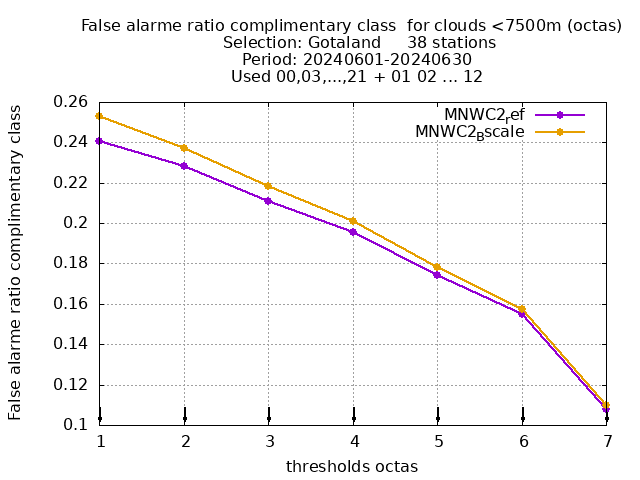 False alarme ratio complimentary class  for clouds <7500m (octas)
Selection: Gotaland     38 stations
Period: 20240601-20240630
Used 00,03,...,21 + 01 02 ... 12
MNWC2ref
MNWC2Bscale
False alarme ratio complimentary class
0.26
0.24
0.22
0.2
0.18
0.16
0.14
0.12
0.1
1 2 3 4 5 6 7
thresholds octas